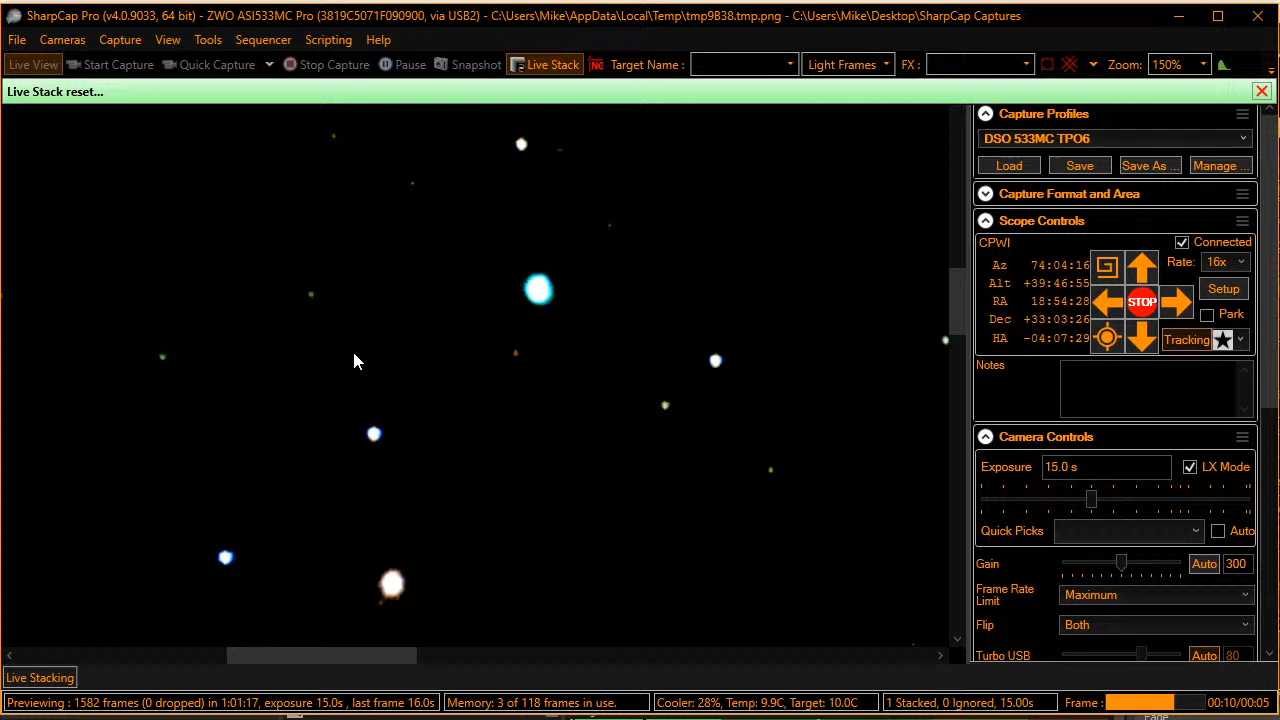 SharpCap Pro (v4.0.9033, 64 bit) - ZWO ASI533MC Pro (3819C5071F090900, via USB2) - C:\Users\Mike\AppData\Local\Temp\tmp9B38.tmp.png - C:\Users\Mike\Desktop\SharpCap Captures
File Cameras Capture View Tools Sequencer Scripting Help
Live View Start Capture Quick Capture Stop Capture Pause Snapshot Live Stack NC Target Name : Light Frames FX : Zoom: 150%
Live Stack reset...
Capture Profiles
DSO 533MC TPO6
Load Save Save As ... Manage ...
Capture Format and Area
Scope Controls
CPWI Connected
Az 74:04:16 Rate: 16x
Alt +39:46:55
RA 18:54:28 STOP Setup
Dec +33:03:26 Park
HA -04:07:29 Tracking
Notes
Camera Controls
Exposure 15.0 s LX Mode
Quick Picks Auto
Gain Auto 300
Frame Rate Limit Maximum
Flip Both
Turbo USB Auto 80
Live Stacking
Previewing : 1582 frames (0 dropped) in 1:01:17, exposure 15.0s , last frame 16.0s Memory: 3 of 118 frames in use. Cooler: 28%, Temp: 9.9C, Target: 10.0C 1 Stacked, 0 Ignored, 15.00s Frame : 00:10/00:05